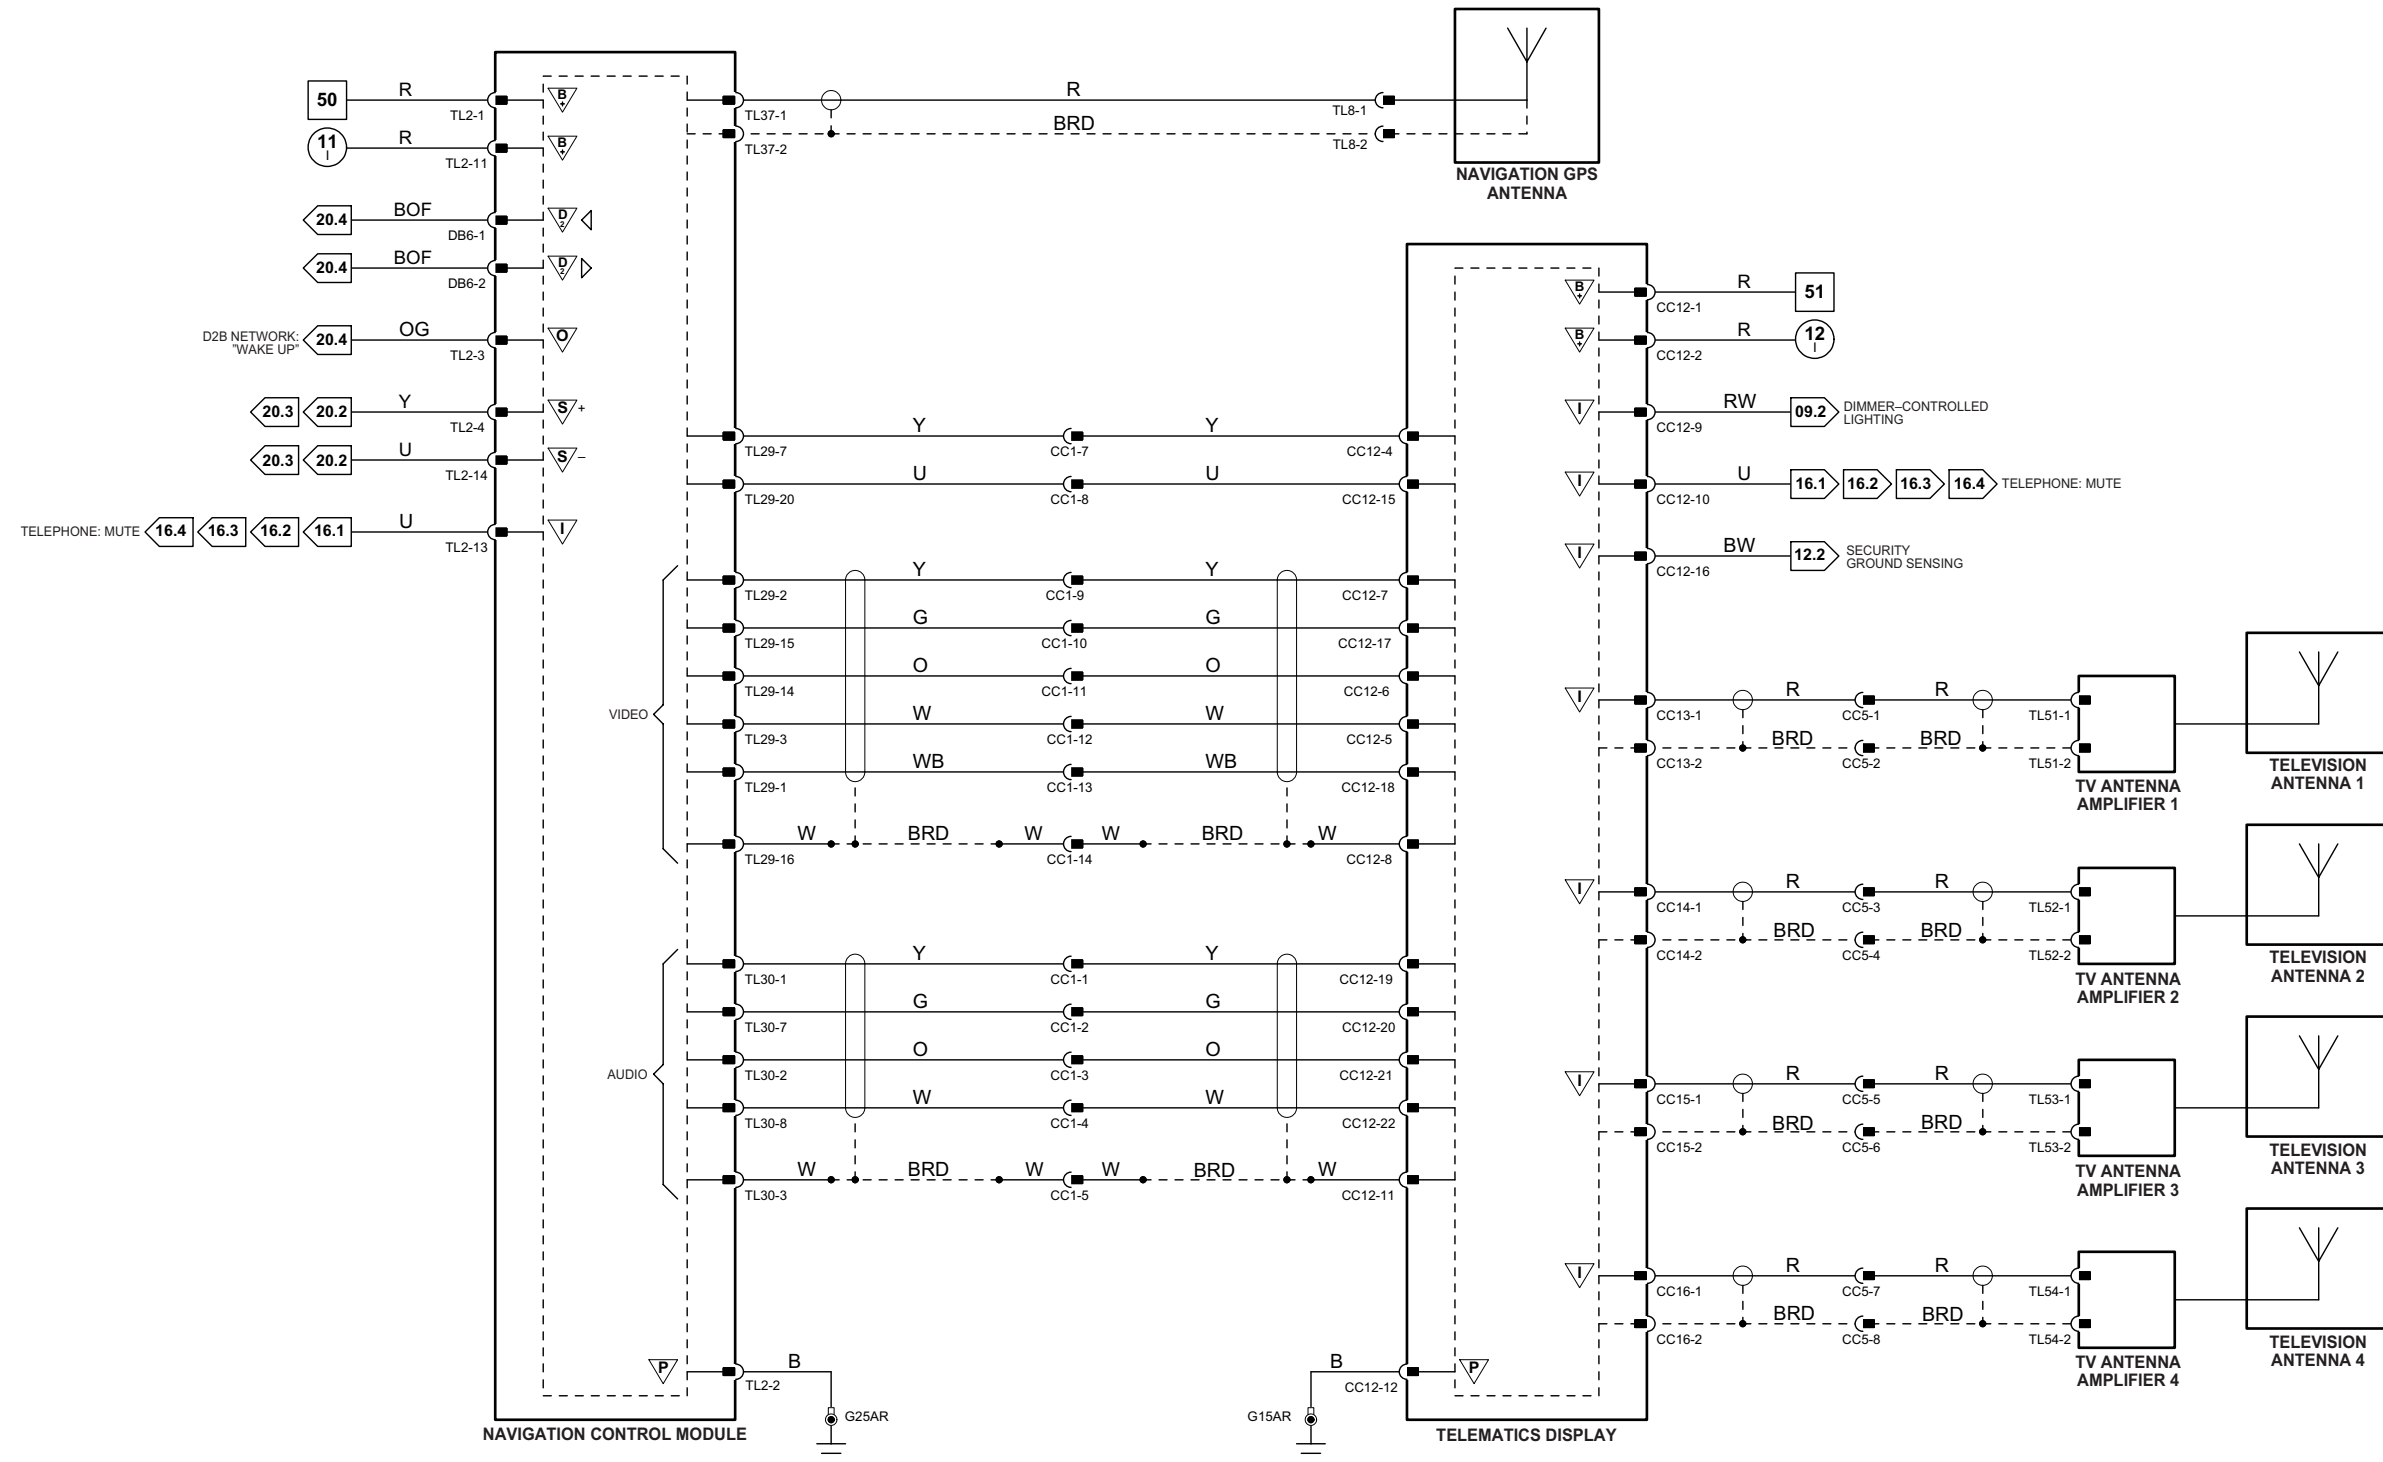 50
R
TL2-1
B
+
11
I
R
TL2-11
B
+
20.4
BOF
DB6-1
D
2
20.4
BOF
DB6-2
D
2
D2B NETWORK:
"WAKE UP"
20.4
OG
TL2-3
O
20.3
20.2
Y
TL2-4
S
+
20.3
20.2
U
TL2-14
S
–
TELEPHONE: MUTE
16.4
16.3
16.2
16.1
U
TL2-13
I
VIDEO
AUDIO
P
NAVIGATION CONTROL MODULE
TL37-1
R
TL8-1
TL37-2
BRD
TL8-2
NAVIGATION GPS
ANTENNA
TL29-7
Y
CC1-7
Y
CC12-4
TL29-20
U
CC1-8
U
CC12-15
TL29-2
Y
CC1-9
Y
CC12-7
TL29-15
G
CC1-10
G
CC12-17
TL29-14
O
CC1-11
O
CC12-6
TL29-3
W
CC1-12
W
CC12-5
TL29-1
WB
CC1-13
WB
CC12-18
TL29-16
W
BRD
W
CC1-14
W
BRD
W
CC12-8
TL30-1
Y
CC1-1
Y
CC12-19
TL30-7
G
CC1-2
G
CC12-20
TL30-2
O
CC1-3
O
CC12-21
TL30-8
W
CC1-4
W
CC12-22
TL30-3
W
BRD
W
CC1-5
W
BRD
W
CC12-11
TL2-2
B
G25AR
G15AR
B
CC12-12
P
TELEMATICS DISPLAY
B
+
CC12-1
R
51
B
+
CC12-2
R
12
I
I
CC12-9
RW
09.2
DIMMER–CONTROLLED
LIGHTING
I
CC12-10
U
16.1
16.2
16.3
16.4
TELEPHONE: MUTE
I
CC12-16
BW
12.2
SECURITY
GROUND SENSING
I
CC13-1
R
CC5-1
R
TL51-1
CC13-2
BRD
CC5-2
BRD
TL51-2
TV ANTENNA
AMPLIFIER 1
TELEVISION
ANTENNA 1
I
CC14-1
R
CC5-3
R
TL52-1
CC14-2
BRD
CC5-4
BRD
TL52-2
TV ANTENNA
AMPLIFIER 2
TELEVISION
ANTENNA 2
I
CC15-1
R
CC5-5
R
TL53-1
CC15-2
BRD
CC5-6
BRD
TL53-2
TV ANTENNA
AMPLIFIER 3
TELEVISION
ANTENNA 3
I
CC16-1
R
CC5-7
R
TL54-1
CC16-2
BRD
CC5-8
BRD
TL54-2
TV ANTENNA
AMPLIFIER 4
TELEVISION
ANTENNA 4